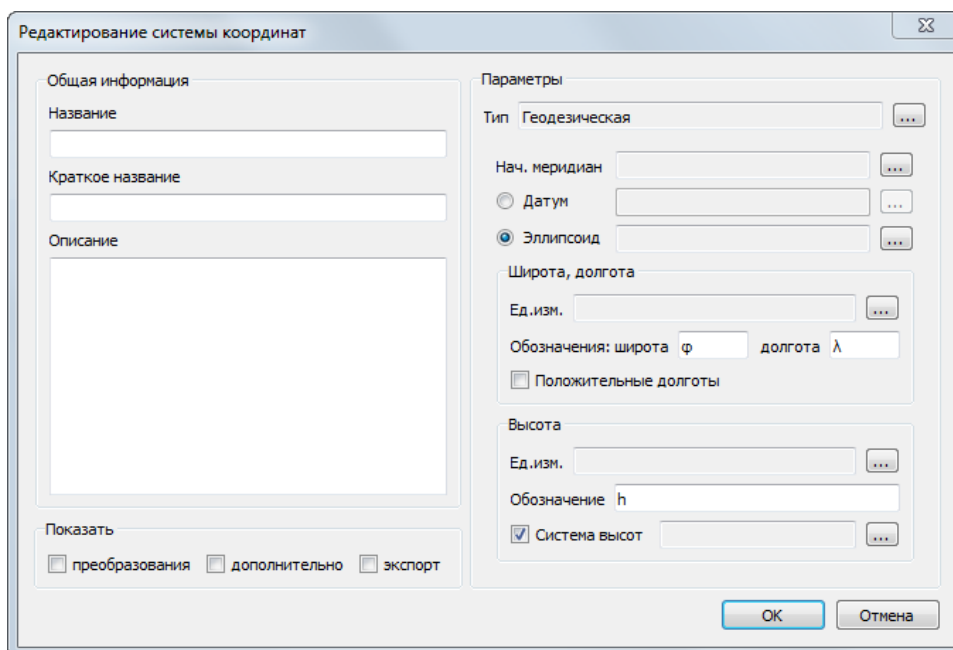 Редактирование системы координат
Общая информация
Название
Краткое название
Описание
Показать
преобразования дополнительно экспорт
Параметры
Тип Геодезическая ...
Нач. меридиан ...
Датум ...
Эллипсоид ...
Широта, долгота
Ед.изм. ...
Обозначения: широта φ долгота λ
Положительные долготы
Высота
Ед.изм. ...
Обозначение h
Система высот ...
OK Отмена